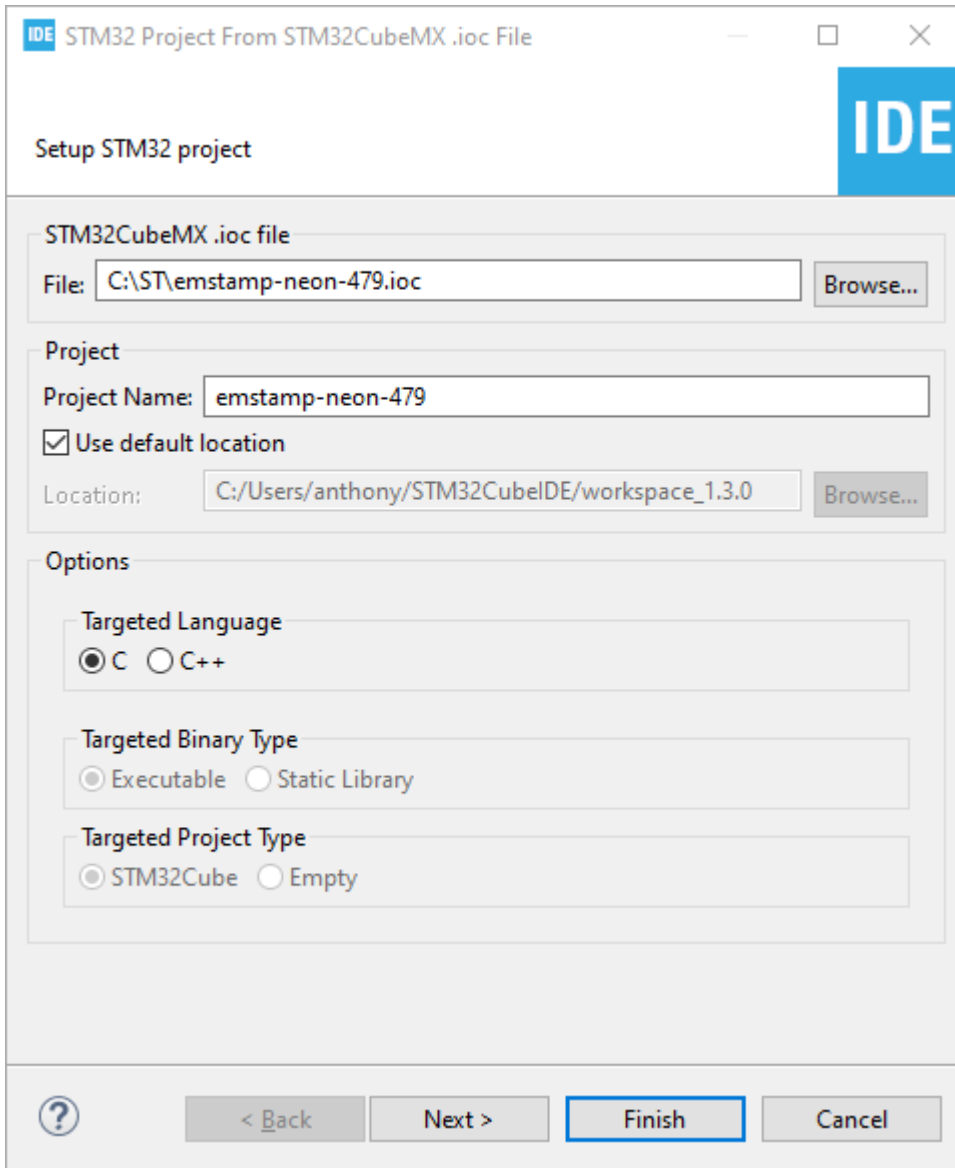 IDE STM32 Project From STM32CubeMX .ioc File
Setup STM32 project
IDE
STM32CubeMX .ioc file
File: C:\ST\emstamp-neon-479.ioc Browse...
Project
Project Name: emstamp-neon-479
Use default location
Location: C:/Users/anthony/STM32CubeIDE/workspace_1.3.0 Browse...
Options
Targeted Language
C C++
Targeted Binary Type
Executable Static Library
Targeted Project Type
STM32Cube Empty
? < Back Next > Finish Cancel